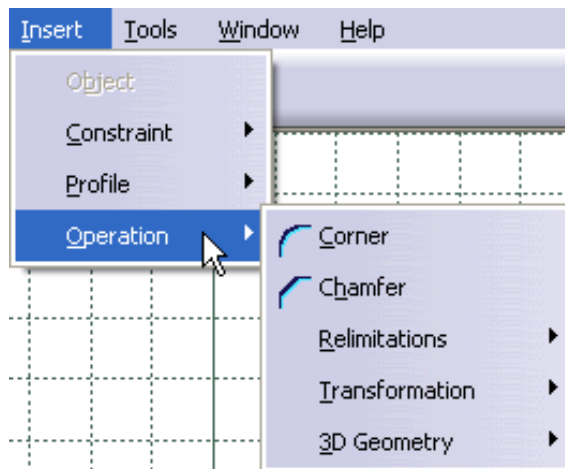 Insert Tools Window Help
Object
Constraint
Profile
Operation
Corner
Chamfer
Relimitations
Transformation
3D Geometry